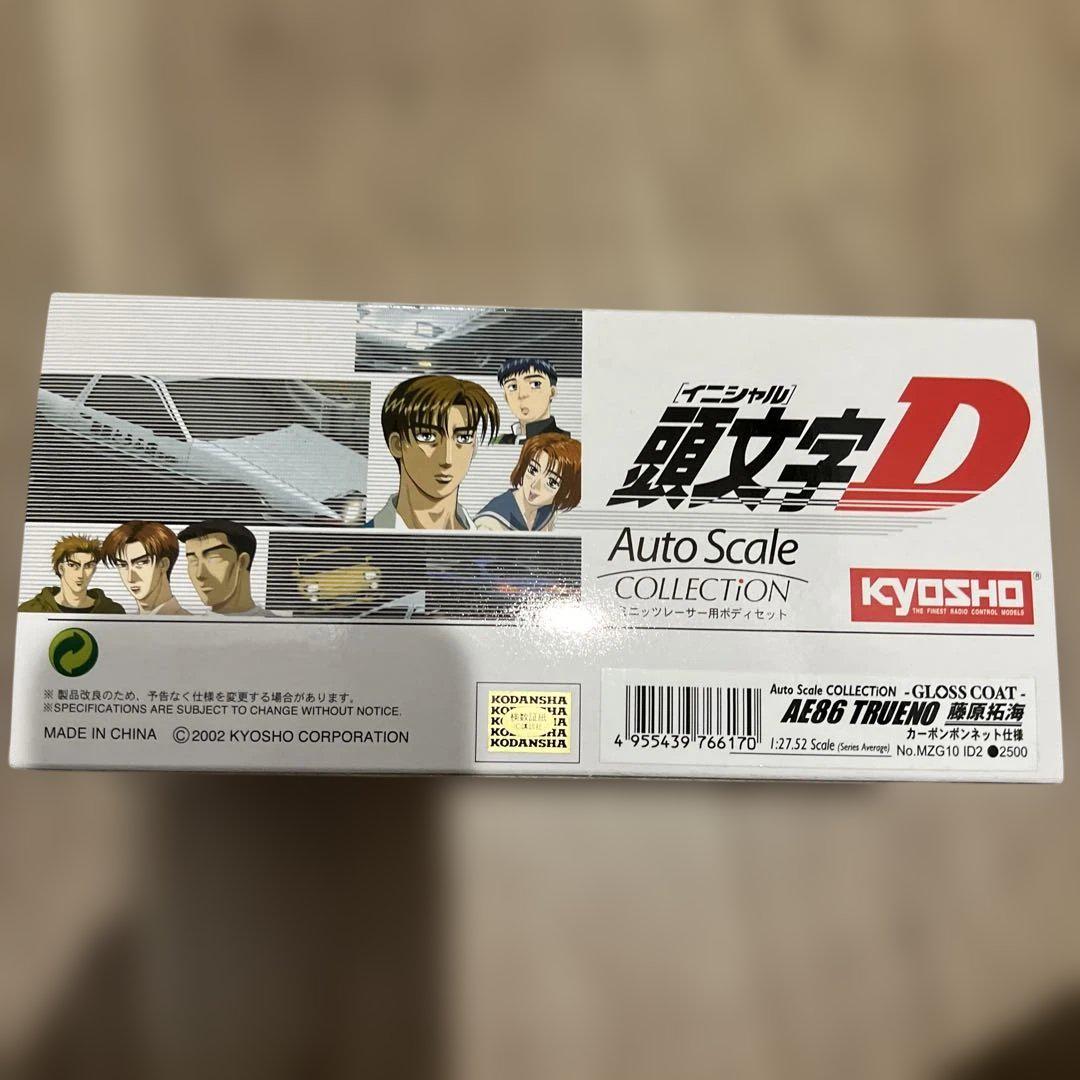 [イニシャル]
頭文字D
Auto Scale
COLLECTiON
ミニッツレーサー用ボディセット
KYOSHO ®
THE FINEST RADIO CONTROL MODELS
※ 製品改良のため、予告なく仕様を変更する場合があります。
※SPECIFICATIONS ARE SUBJECT TO CHANGE WITHOUT NOTICE.
MADE IN CHINA ©2002 KYOSHO CORPORATION
KODANSHA
KODANSHA
KODANSHA
4 955439 766170
Auto Scale COLLECTiON -GLOSS COAT-
AE86 TRUENO 藤原拓海
カーボンボンネット仕様
1:27.52 Scale (Series Average) No.MZG10 ID2 ●2500